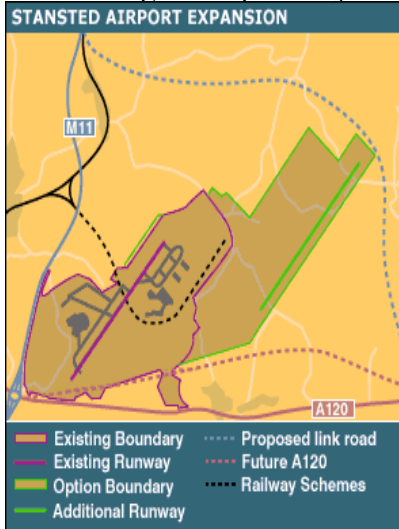 STANSTED AIRPORT EXPANSION
M11
A120
Existing Boundary
Existing Runway
Option Boundary
Additional Runway
Proposed link road
Future A120
Railway Schemes